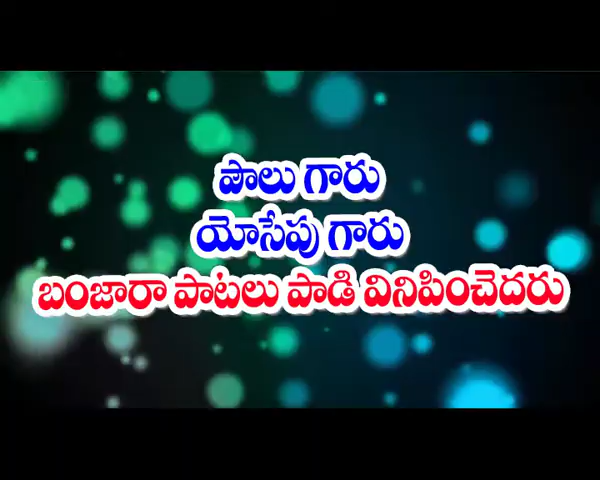 పౌలు గారు
యోసేపు గారు
బంజారా పాటలు పాడి వినిపించెదరు